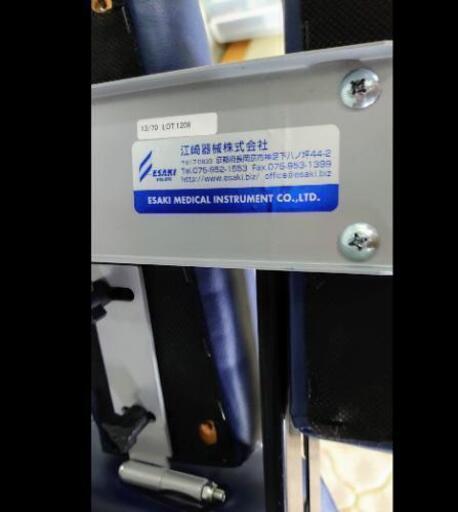 13/70 LOT1208
江崎器械株式会社
ESAKI
京都府長岡京市神足下八ノ坪44-2
Tel.075-952-1553 Fax.075-953-1399
http://www.esaki.biz/ office@esaki.biz
ESAKI MEDICAL INSTRUMENT CO.,LTD.